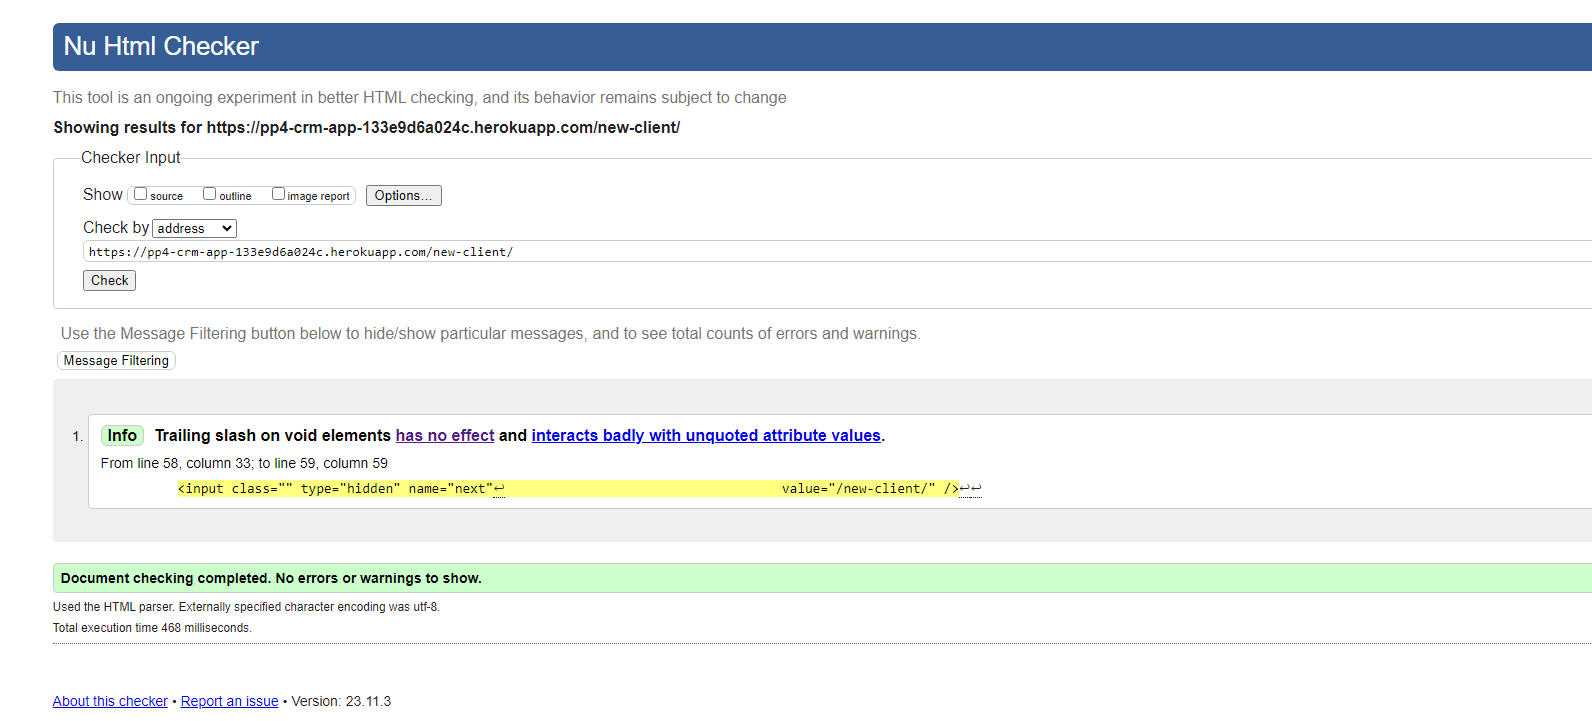 Nu Html Checker
This tool is an ongoing experiment in better HTML checking, and its behavior remains subject to change
Showing results for https://pp4-crm-app-133e9d6a024c.herokuapp.com/new-client/
Checker Input
Show source outline image report Options...
Check by address
https://pp4-crm-app-133e9d6a024c.herokuapp.com/new-client/
Check
Use the Message Filtering button below to hide/show particular messages, and to see total counts of errors and warnings.
Message Filtering
1. Info Trailing slash on void elements has no effect and interacts badly with unquoted attribute values.
From line 58, column 33; to line 59, column 59
<input class="" type="hidden" name="next"↩ value="/new-client/" />↩↩
Document checking completed. No errors or warnings to show.
Used the HTML parser. Externally specified character encoding was utf-8.
Total execution time 468 milliseconds.
About this checker • Report an issue • Version: 23.11.3